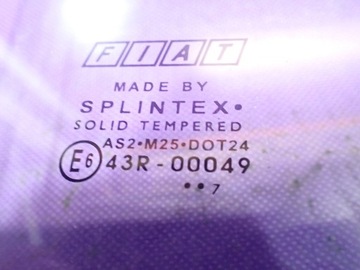 FIAT
MADE BY
SPLINTEX•
SOLID TEMPERED
AS2•M25•DOT24
E6 43R-00049
••7